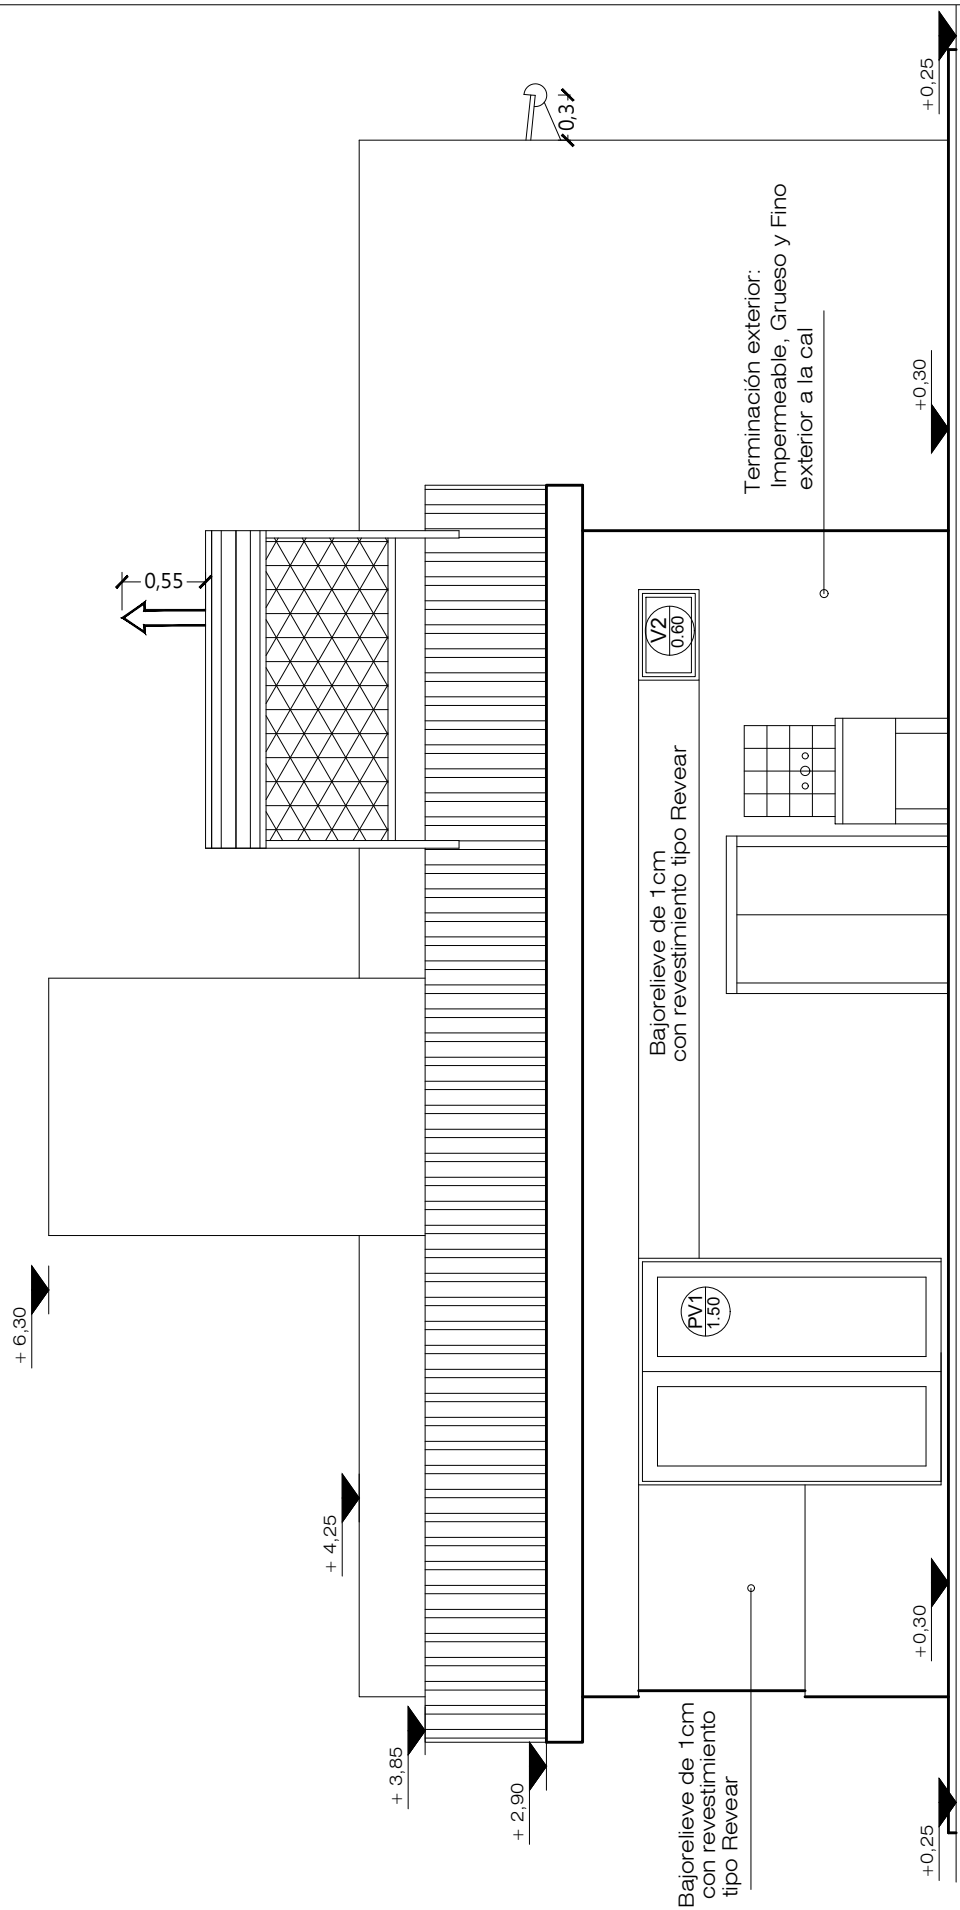 + 6,30
0,55
+ 4,25
0,3
+ 3,85
+ 2,90
V2
0.60
Bajorelieve de 1cm
con revestimiento tipo Revear
PV1
1.50
Bajorelieve de 1cm
con revestimiento
tipo Revear
Terminación exterior:
Impermeable, Grueso y Fino
exterior a la cal
+0,25
+0,30
+0,30
+0,25